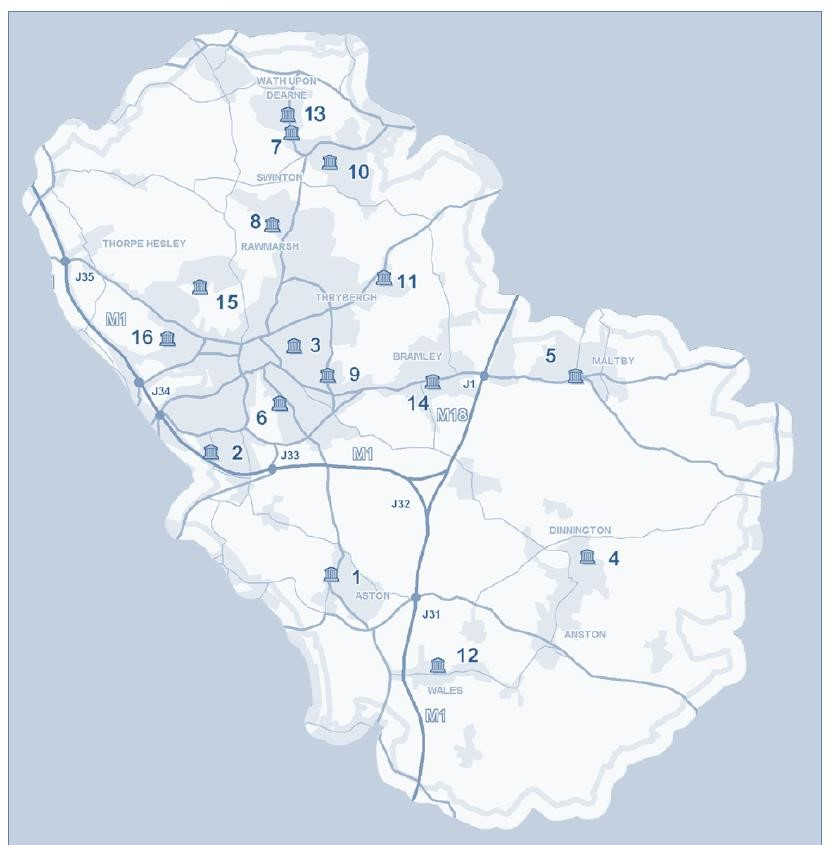 WATH UPON
DEARNE
13
7
10
SWINTON
8
RAWMARSH
THORPE HESLEY
J35
11
15
THRYBERGH
M1
16
3
BRAMLEY
5
MALTBY
9
J1
J34
14
6
M18
2
J33
M1
J32
DINNINGTON
4
1
ASTON
J31
ANSTON
12
WALES
M1